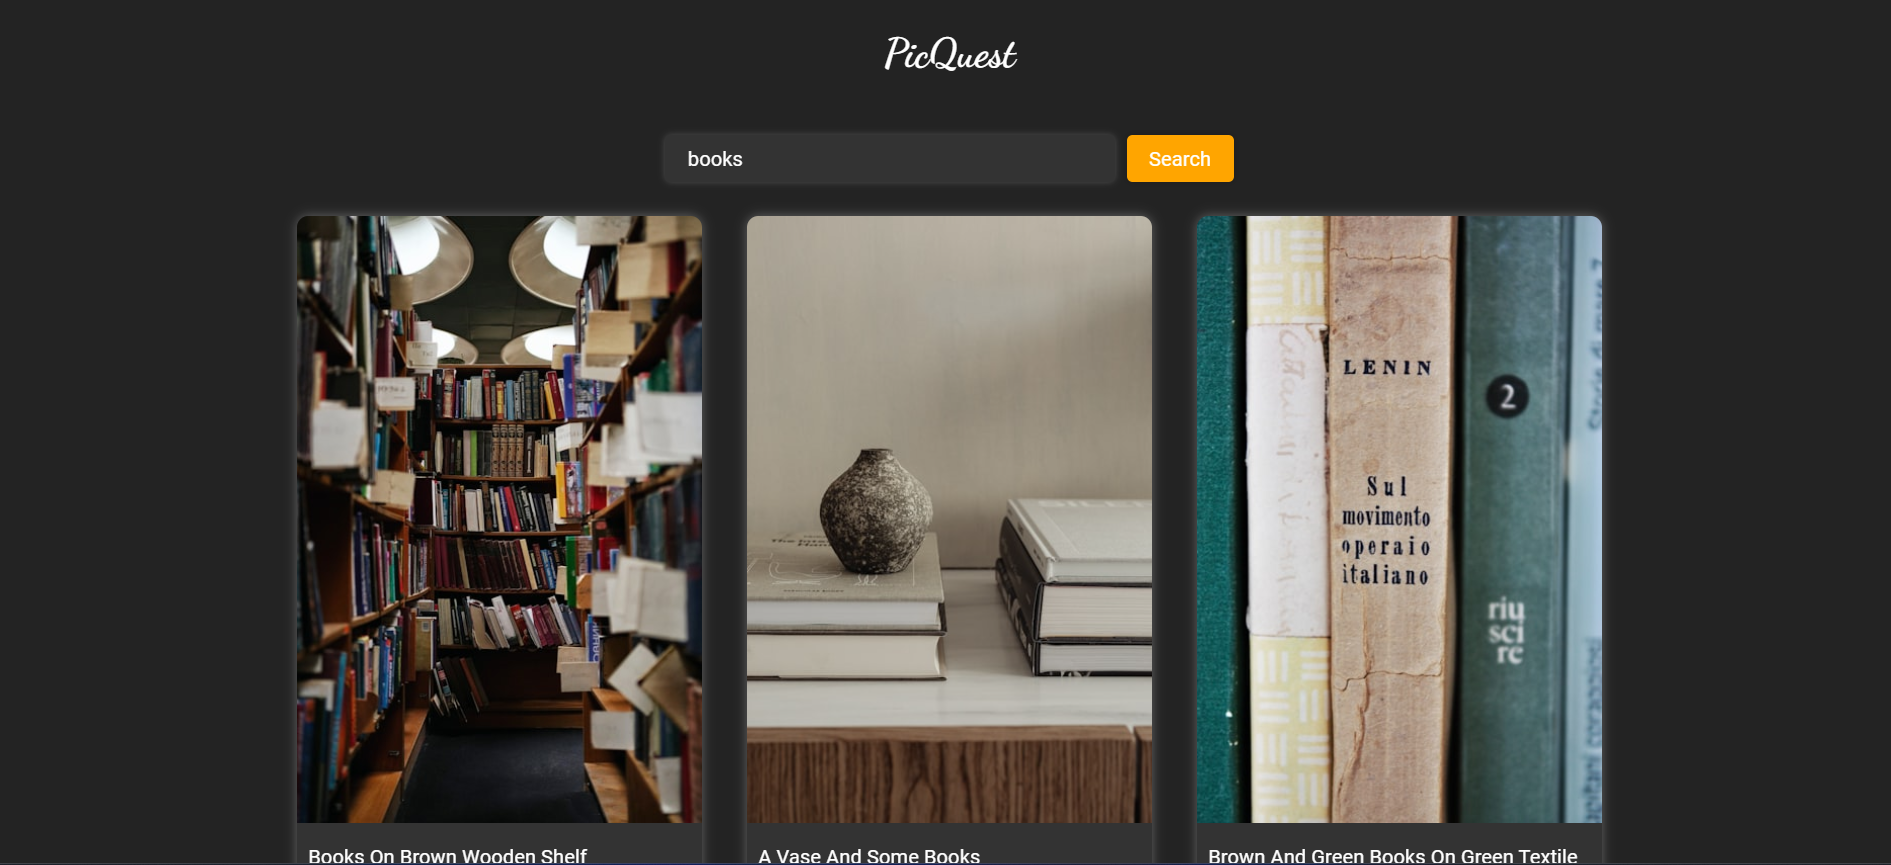 PicQuest
books
Search
LENIN
Sul
movimento
operaio
italiano
2
riu
sci
re
Books On Brown Wooden Shelf
A Vase And Some Books
Brown And Green Books On Green Textile